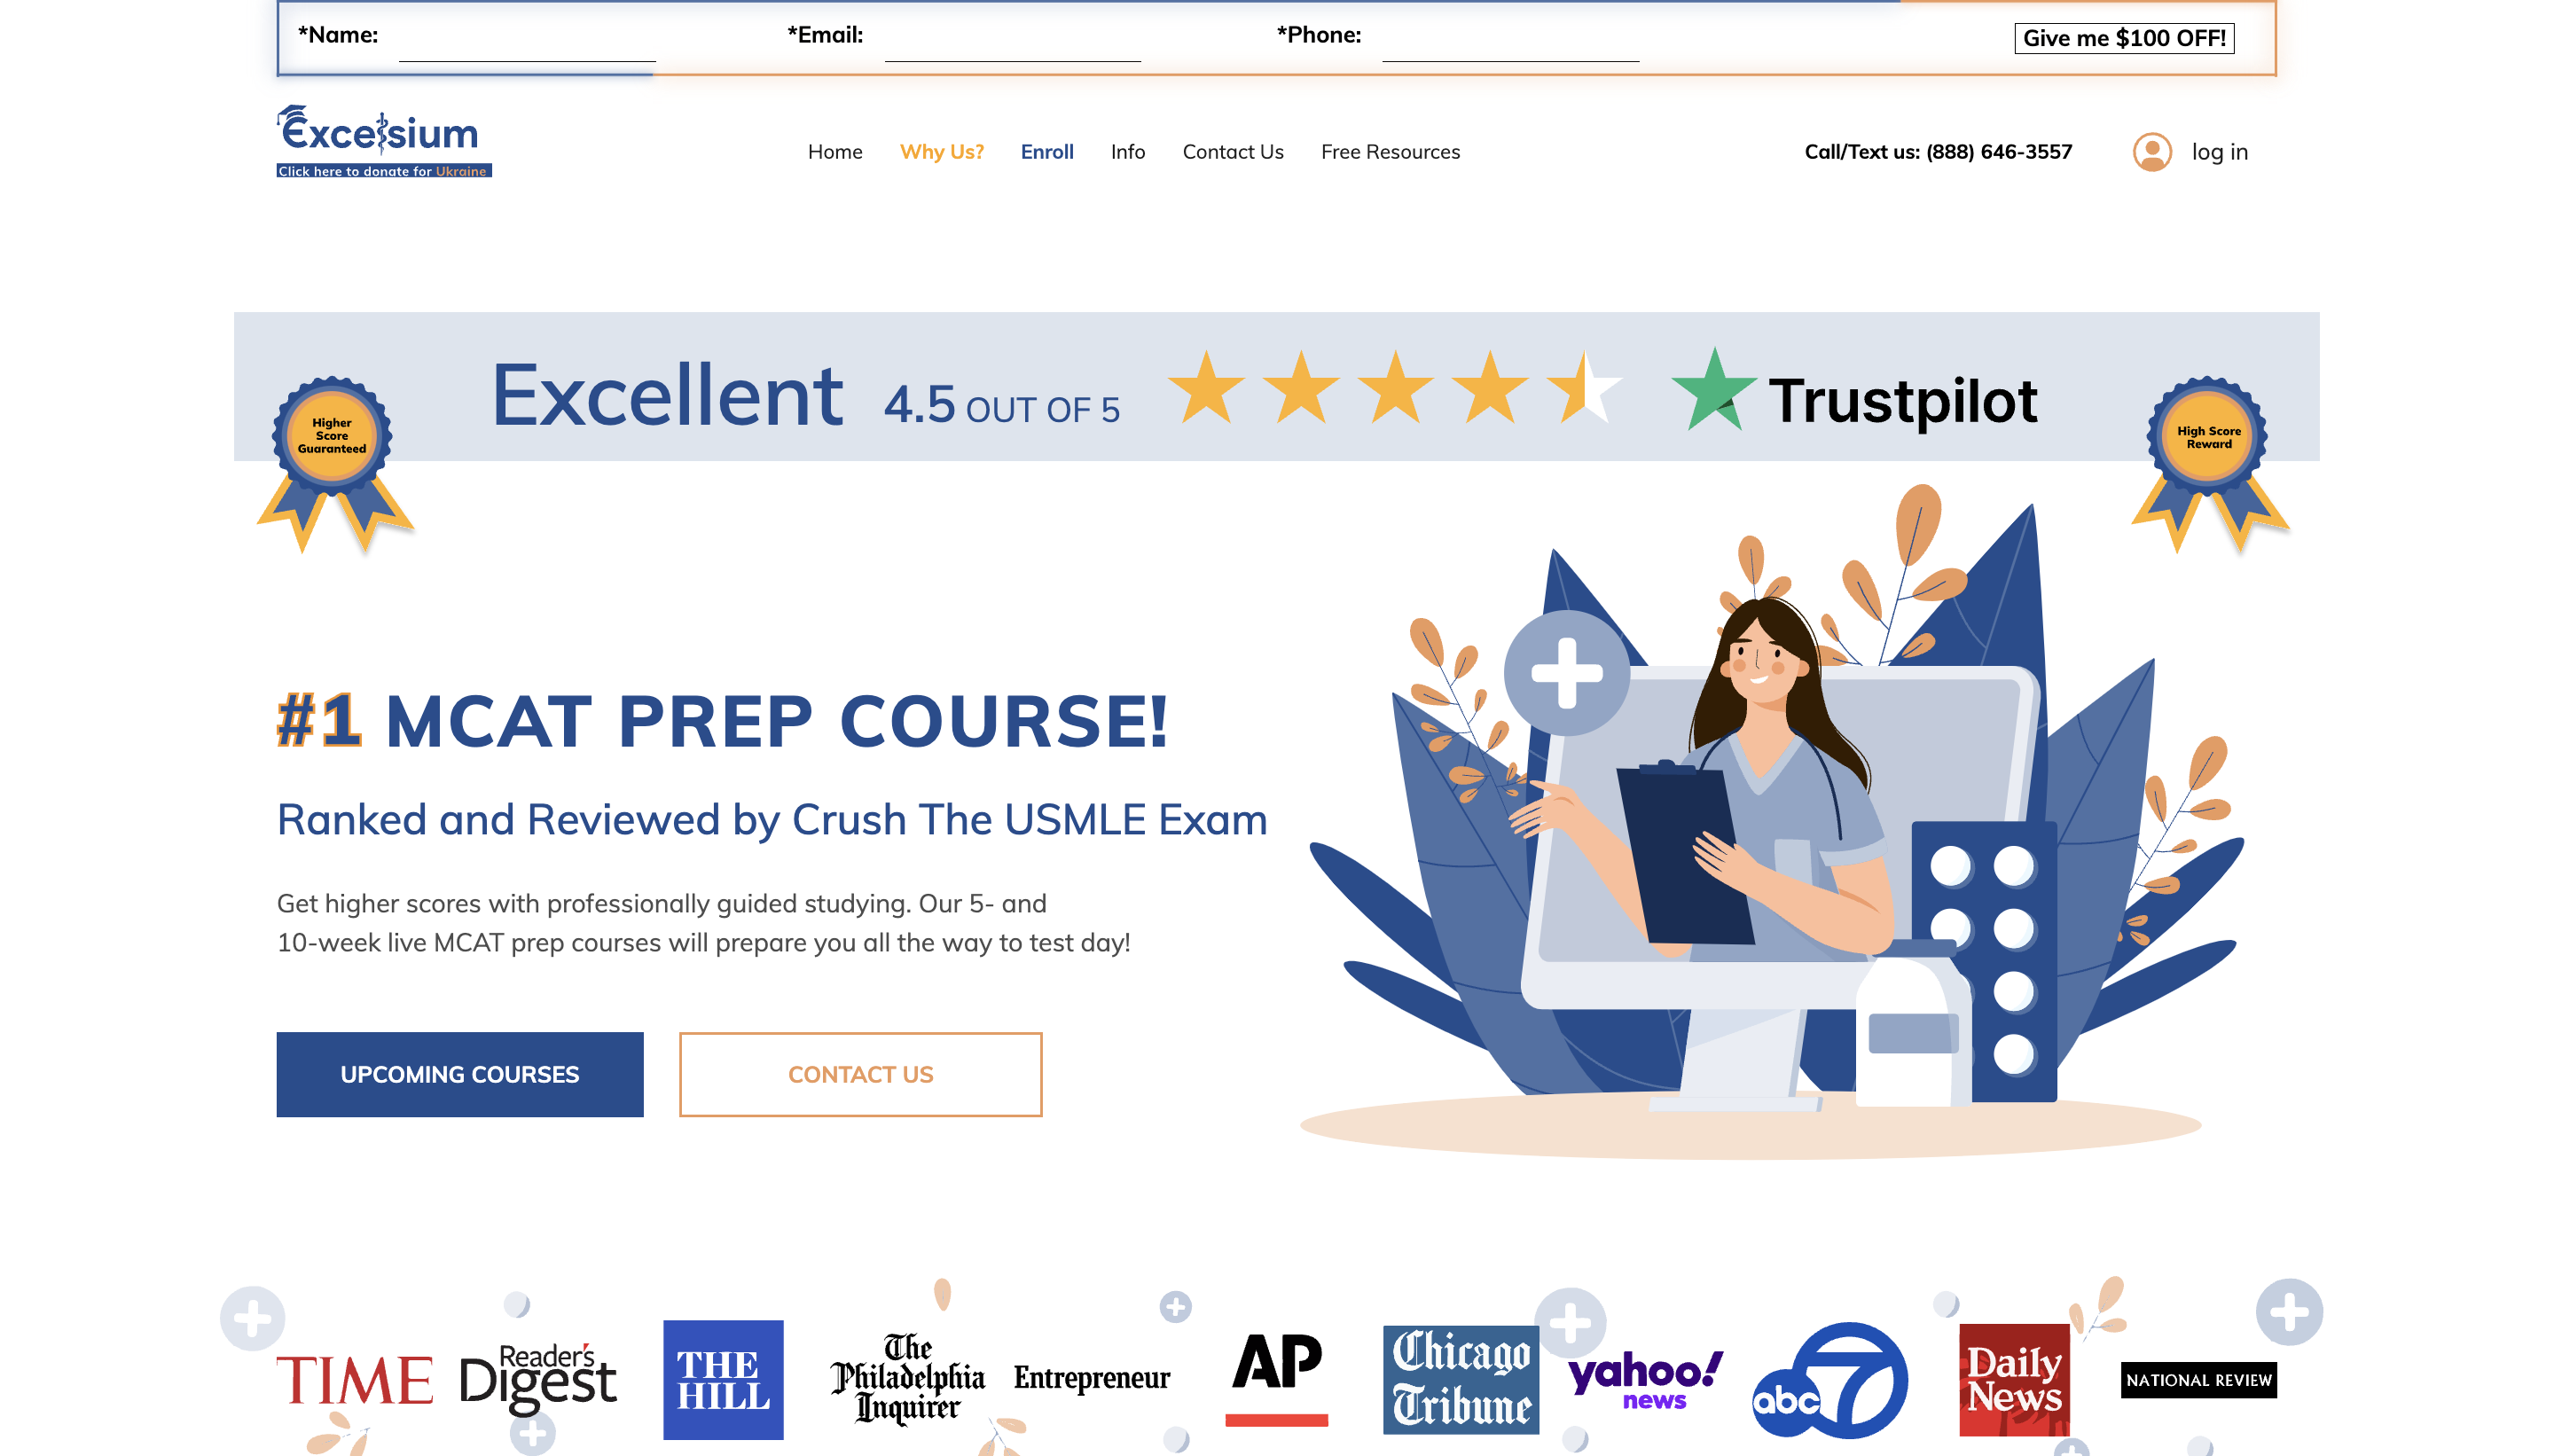 *Name: *Email: *Phone: Give me $100 OFF!
Excelsium
Click here to donate for Ukraine
Home Why Us? Enroll Info Contact Us Free Resources Call/Text us: (888) 646-3557 log in
Excellent 4.5 OUT OF 5 Trustpilot
Higher
Score
Guaranteed
High Score
Reward
#1 MCAT PREP COURSE!
Ranked and Reviewed by Crush The USMLE Exam
Get higher scores with professionally guided studying. Our 5- and
10-week live MCAT prep courses will prepare you all the way to test day!
UPCOMING COURSES CONTACT US
TIME
Reader's
Digest
THE
HILL
The
Philadelphia
Inquirer
Entrepreneur
AP
Chicago
Tribune
yahoo!
news
abc 7
Daily
News
NATIONAL REVIEW